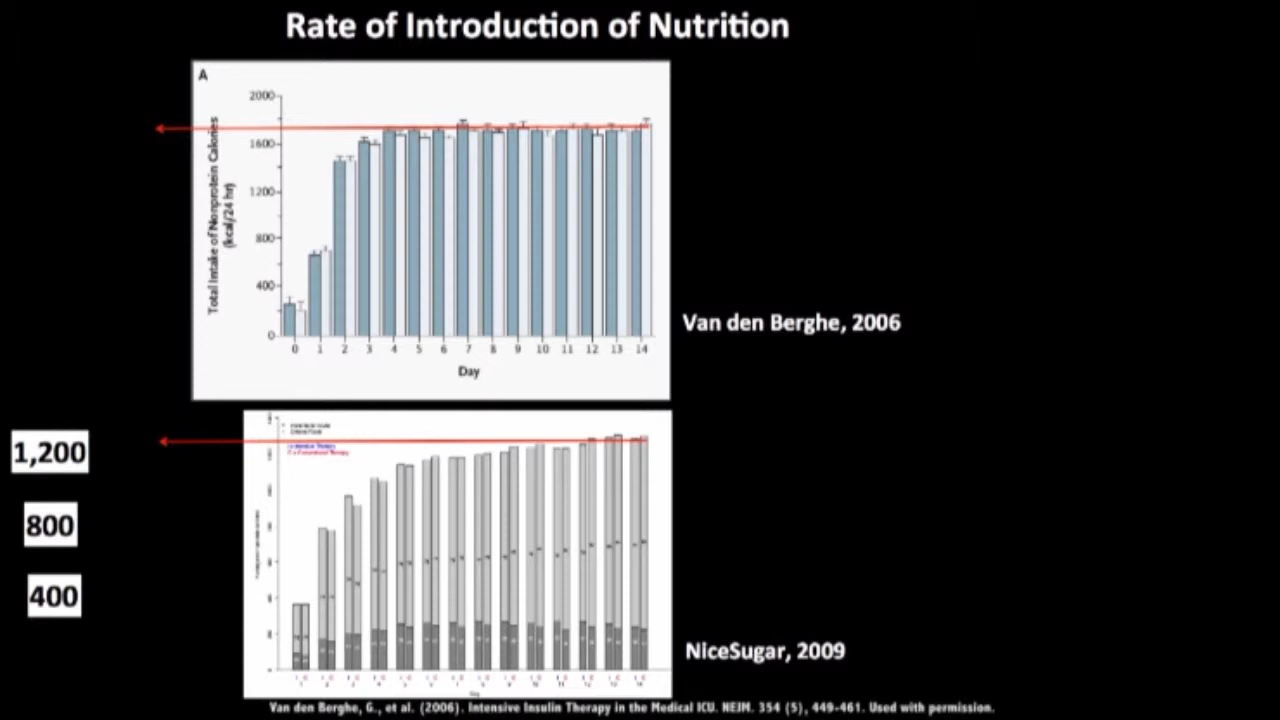 Rate of Introduction of Nutrition
A
Total Intake of Nonprotein Calories
(kcal/24 hr)
2000
1600
1200
800
400
0
0 1 2 3 4 5 6 7 8 9 10 11 12 13 14
Day
Van den Berghe, 2006
1,200
800
400
NiceSugar, 2009
Van den Berghe, G., et al. (2006). Intensive Insulin Therapy in the Medical ICU. NEJM. 354 (5), 449-461. Used with permission.